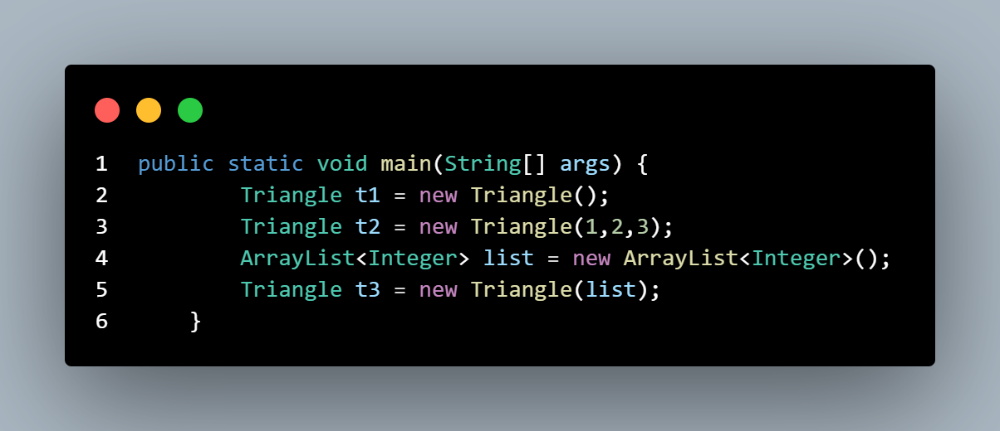 1 public static void main(String[] args) {
2         Triangle t1 = new Triangle();
3         Triangle t2 = new Triangle(1,2,3);
4         ArrayList<Integer> list = new ArrayList<Integer>();
5         Triangle t3 = new Triangle(list);
6     }